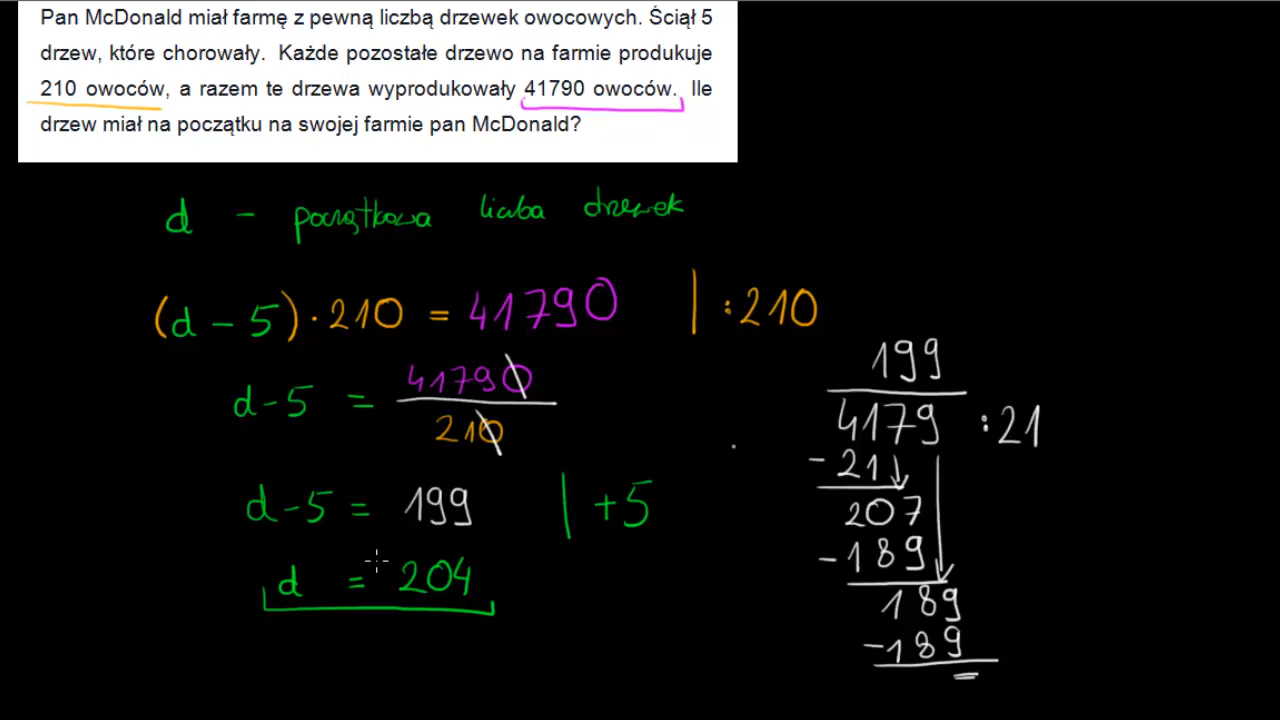 Pan McDonald miał farmę z pewną liczbą drzewek owocowych. Ściął 5
drzew, które chorowały. Każde pozostałe drzewo na farmie produkuje
210 owoców, a razem te drzewa wyprodukowały 41790 owoców. Ile
drzew miał na początku na swojej farmie pan McDonald?
d - początkowa liczba drzewek
(d - 5) · 210 = 41790 | :210
d - 5 = 41790
210
d - 5 = 199 | +5
d = 204
199
4179 :21
- 21
207
- 189
189
- 189